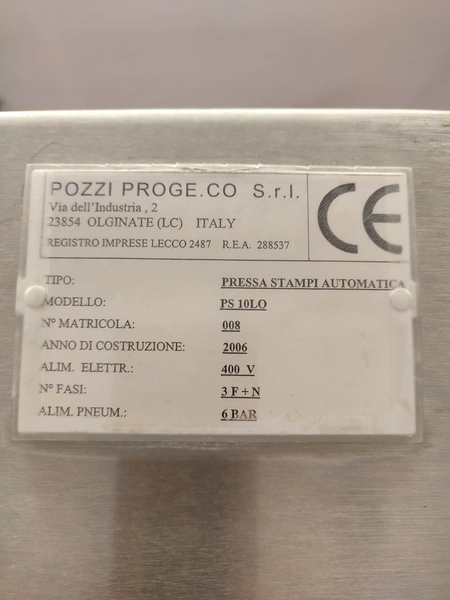 POZZI PROGE.CO S.r.l.
Via dell'Industria , 2
23854 OLGINATE (LC) ITALY
REGISTRO IMPRESE LECCO 2487 R.E.A. 288537
CE
TIPO: PRESSA STAMPI AUTOMATICA
MODELLO: PS 10LO
N° MATRICOLA: 008
ANNO DI COSTRUZIONE: 2006
ALIM. ELETTR.: 400 V
N° FASI: 3 F + N
ALIM. PNEUM.: 6 BAR